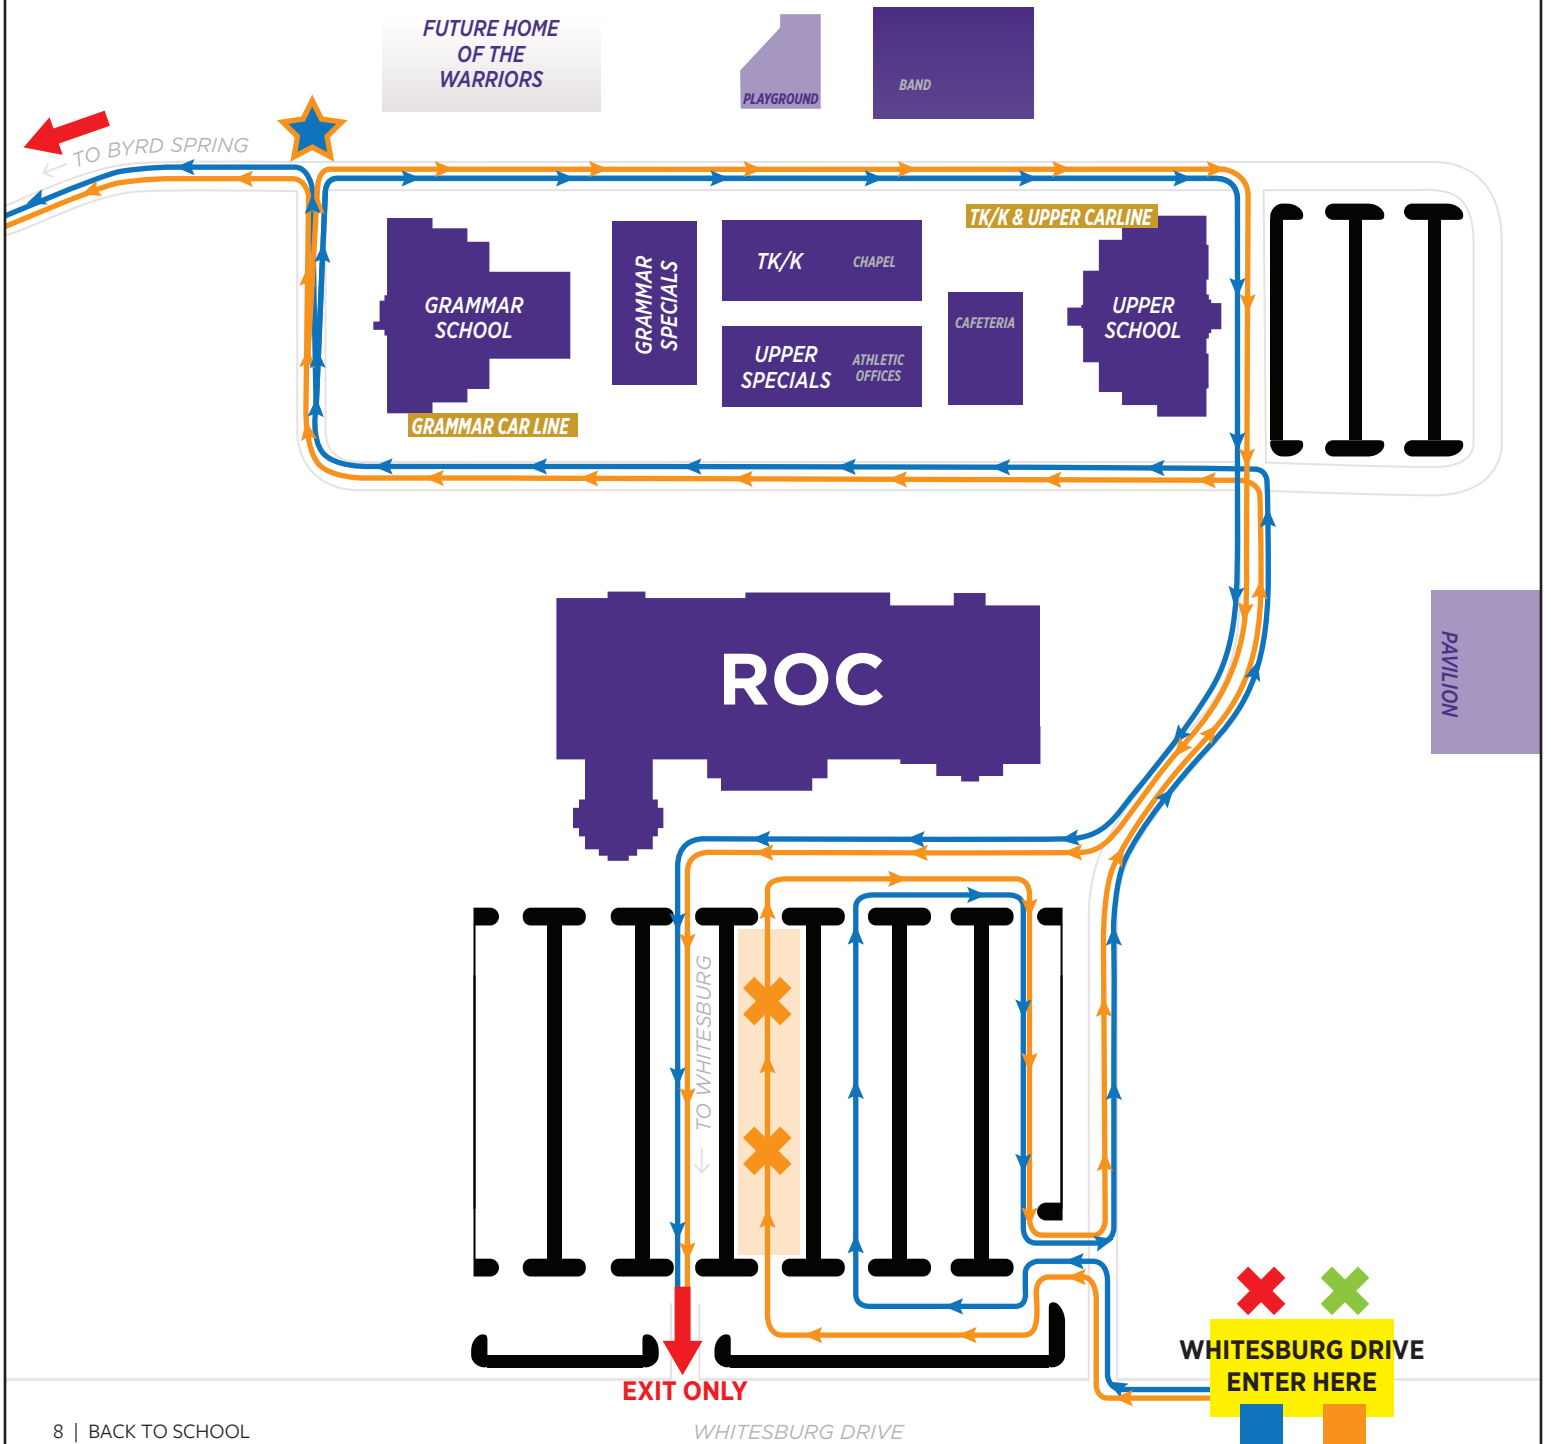 FUTURE HOME
OF THE
WARRIORS
PLAYGROUND
BAND
TO BYRD SPRING
TK/K & UPPER CARLINE
GRAMMAR
SCHOOL
GRAMMAR
SPECIALS
TK/K
CHAPEL
UPPER
SPECIALS
ATHLETIC
OFFICES
CAFETERIA
UPPER
SCHOOL
GRAMMAR CAR LINE
ROC
PAVILION
TO WHITESBURG
WHITESBURG DRIVE
ENTER HERE
EXIT ONLY
8 | BACK TO SCHOOL
WHITESBURG DRIVE